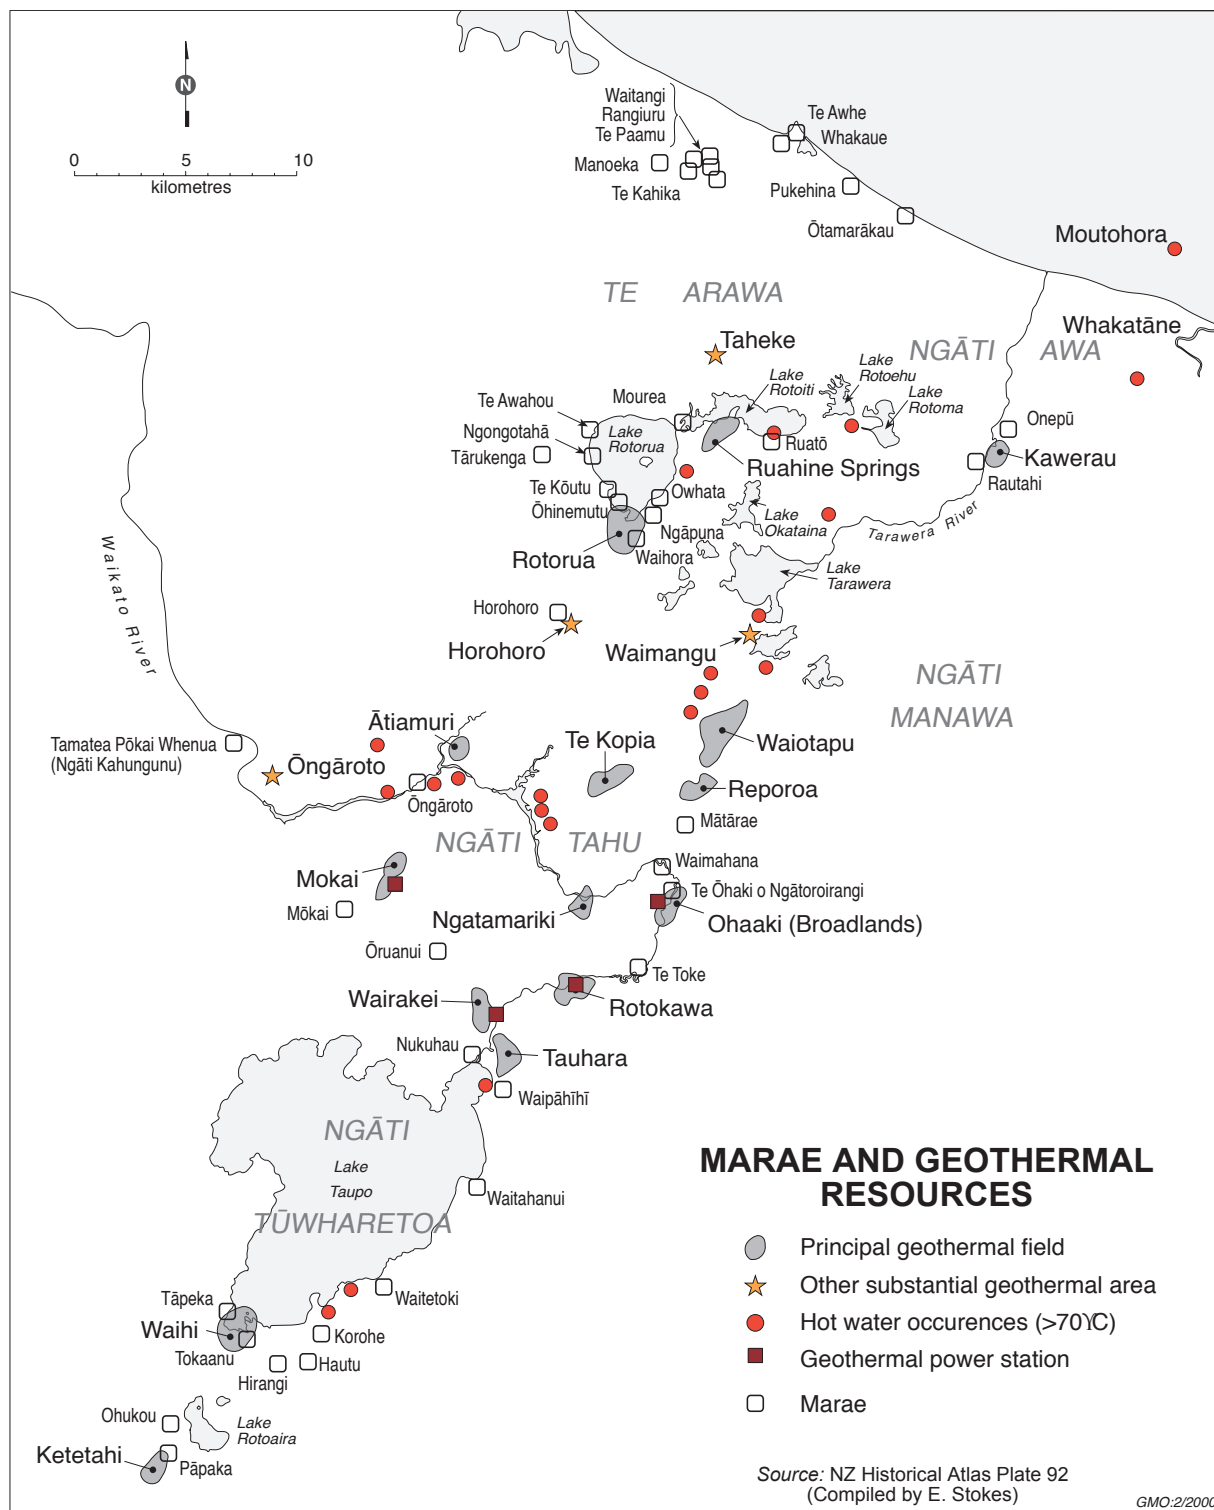 N
0 5 10
kilometres
Waitangi
Rangiuru
Te Paamu
Manoeka
Te Kahika
Te Awhe
Whakaue
Pukehina
Ōtamarākau
Moutohora
TE ARAWA
Whakatāne
NGĀTI AWA
Taheke
Lake
Rotoiti
Lake
Rotoehu
Lake
Rotoma
Mourea
Te Awahou
Ngongotahā
Tārukenga
Lake
Rotorua
Ruatō
Ruahine Springs
Onepū
Kawerau
Rautahi
Te Kōutu
Ōhinemutu
Owhata
Ngāpuna
Waihora
Rotorua
Lake
Okataina
Tarawera River
Lake
Tarawera
Waikato River
Horohoro
Horohoro
Waimangu
NGĀTI
MANAWA
Ātiamuri
Tamatea Pōkai Whenua
(Ngāti Kahungunu)
Ōngāroto
Ōngāroto
Te Kopia
Waiotapu
Reporoa
Mātārae
NGĀTI TAHU
Waimahana
Mokai
Mōkai
Te Ōhaki o Ngātoroirangi
Ngatamariki
Ohaaki (Broadlands)
Ōruanui
Te Toke
Wairakei
Rotokawa
Nukuhau
Tauhara
Waipāhīhī
NGĀTI
Lake
Taupo
TŪWHARETOA
Waitahanui
Waitetoki
Tāpeka
Waihi
Tokaanu
Korohe
Hautu
Hirangi
Ohukou
Lake
Rotoaira
Ketetahi
Pāpaka
MARAE AND GEOTHERMAL
RESOURCES
Principal geothermal field
Other substantial geothermal area
Hot water occurences (>70ϒC)
Geothermal power station
Marae
Source: NZ Historical Atlas Plate 92
(Compiled by E. Stokes)
GMO:2/2000